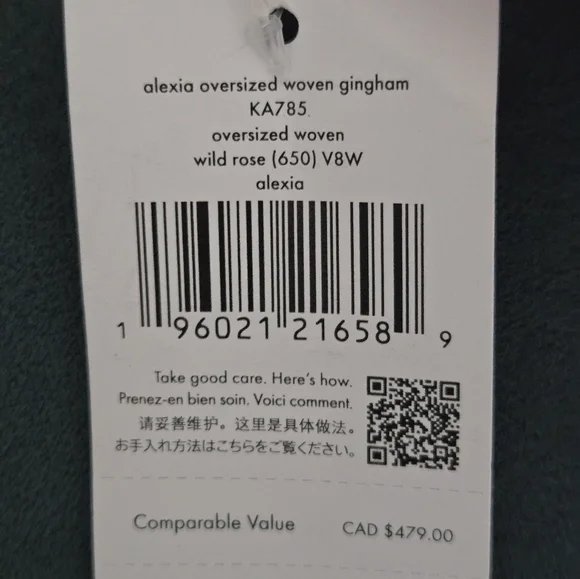 alexia oversized woven gingham
KA785
oversized woven
wild rose (650) V8W
alexia
1 96021 21658 9
Take good care. Here's how.
Prenez-en bien soin. Voici comment.
请妥善维护。这里是具体做法。
お手入れ方法はこちらをご覧ください。
Comparable Value CAD $479.00